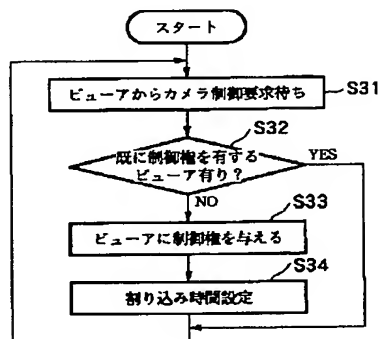 スタート
ビューアからカメラ制御要求待ち
S31
S32
既に制御権を有する
ビューア有り?
YES
NO
S33
ビューアに制御権を与える
S34
割り込み時間設定